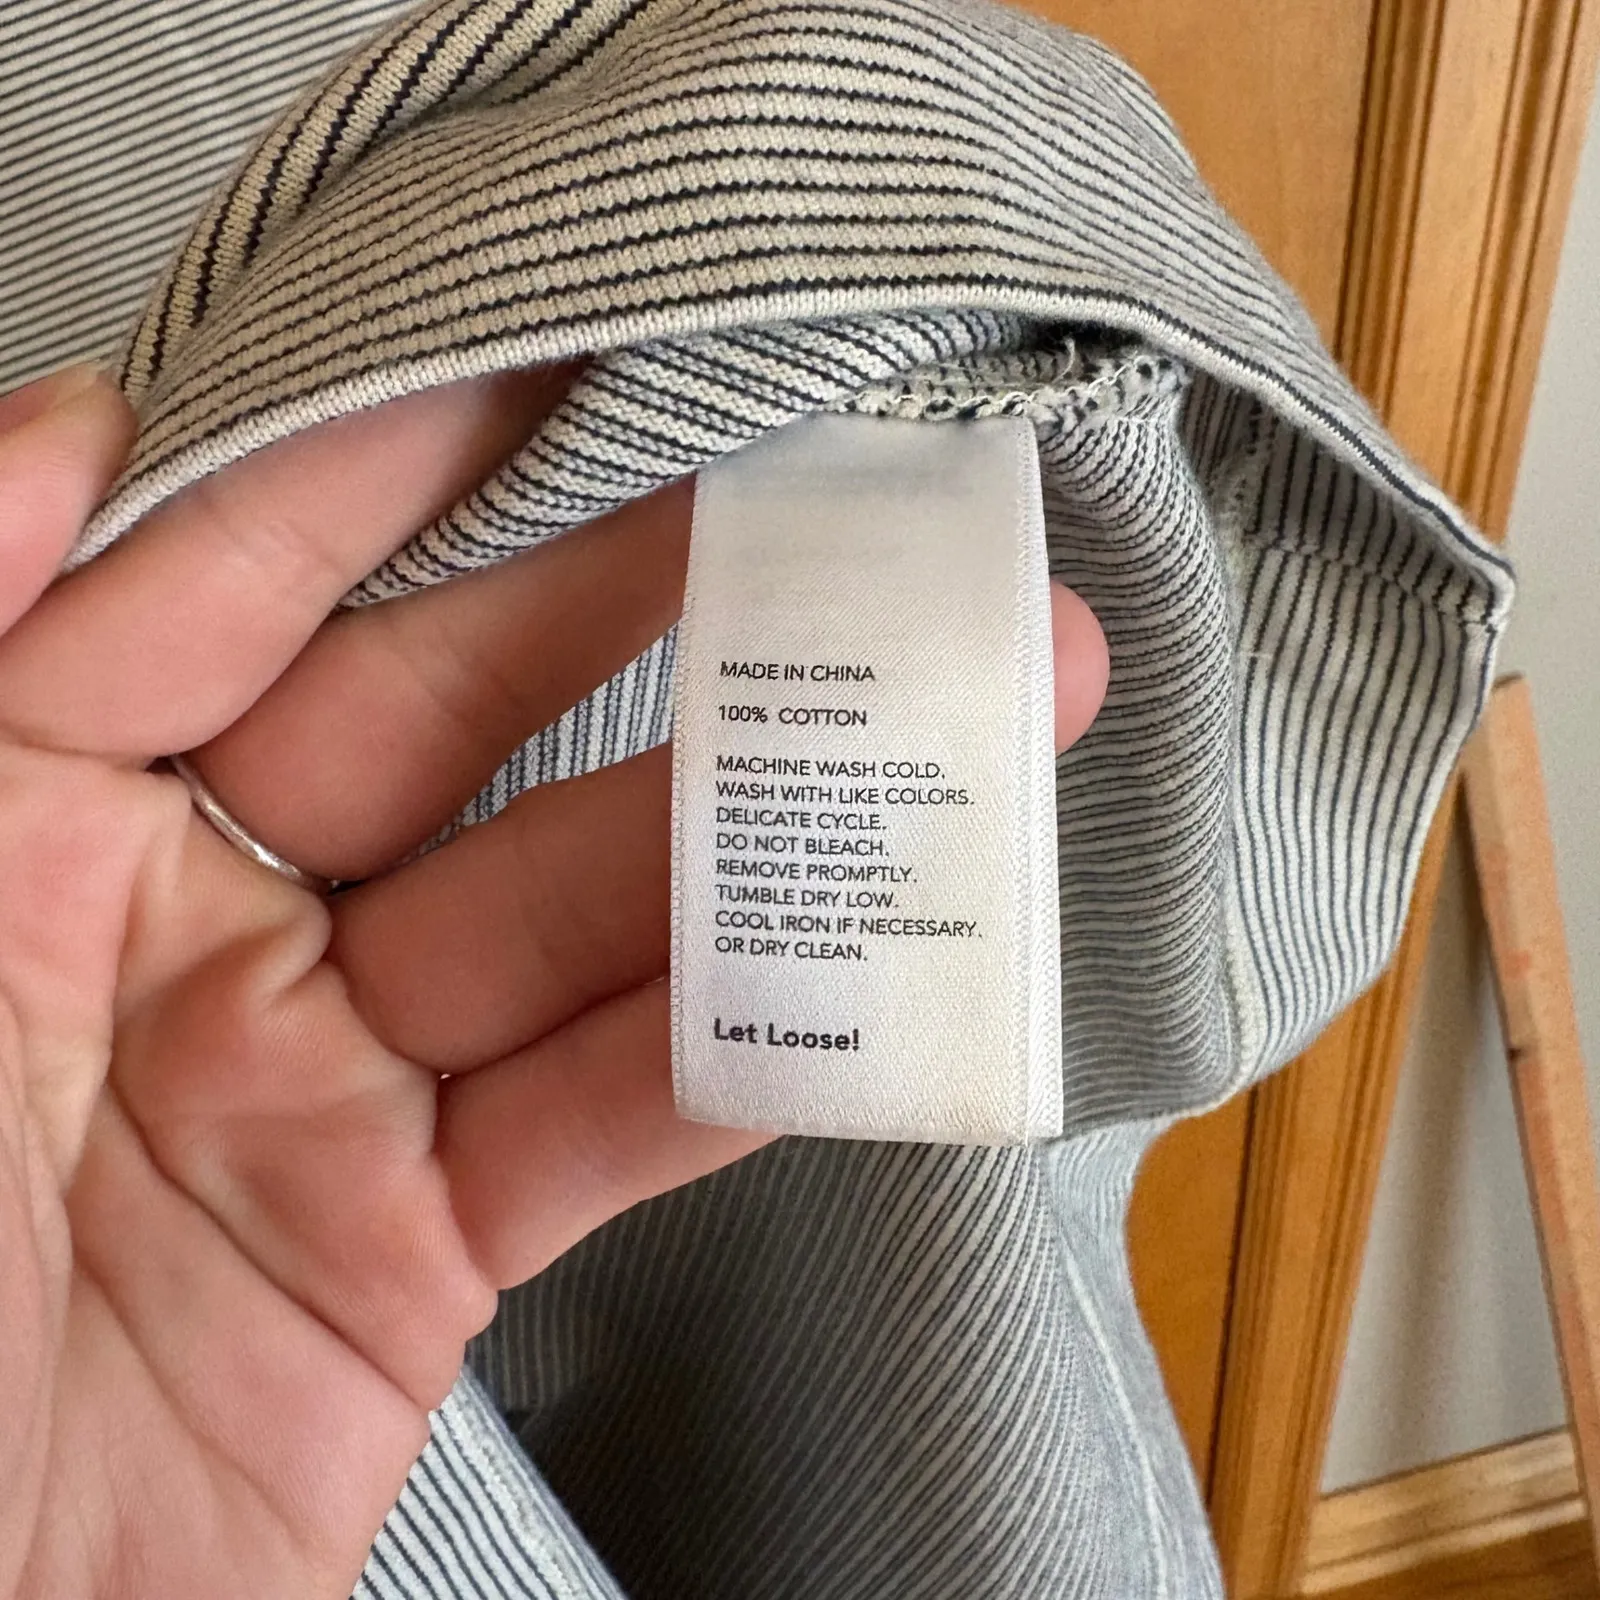 MADE IN CHINA
100% COTTON
MACHINE WASH COLD.
WASH WITH LIKE COLORS.
DELICATE CYCLE.
DO NOT BLEACH.
REMOVE PROMPTLY.
TUMBLE DRY LOW.
COOL IRON IF NECESSARY.
OR DRY CLEAN.
Let Loose!